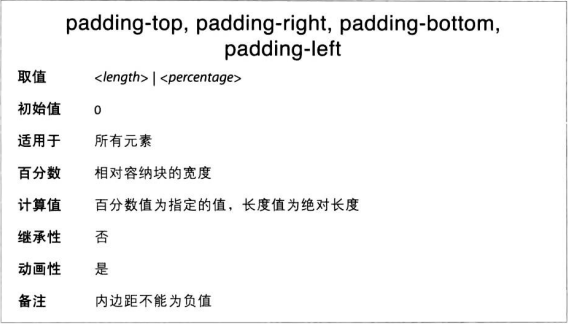 padding-top, padding-right, padding-bottom,
padding-left
取值 <length> | <percentage>
初始值 0
适用于 所有元素
百分数 相对容纳块的宽度
计算值 百分数值为指定的值，长度值为绝对长度
继承性 否
动画性 是
备注 内边距不能为负值